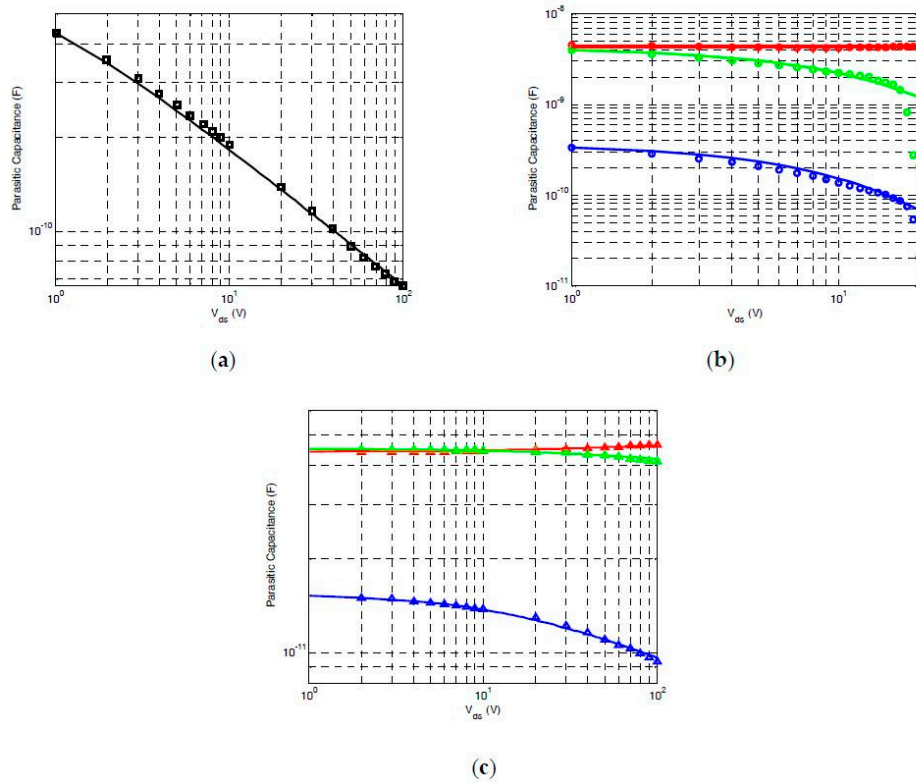 Parasitic Capacitance (F)
10^-10
10^0
10^1
10^2
V_ds (V)
(a)
Parasitic Capacitance (F)
10^-8
10^-9
10^-10
10^-11
10^0
10^1
V_ds (V)
(b)
Parasitic Capacitance (F)
10^-11
10^0
10^1
10^2
V_ds (V)
(c)